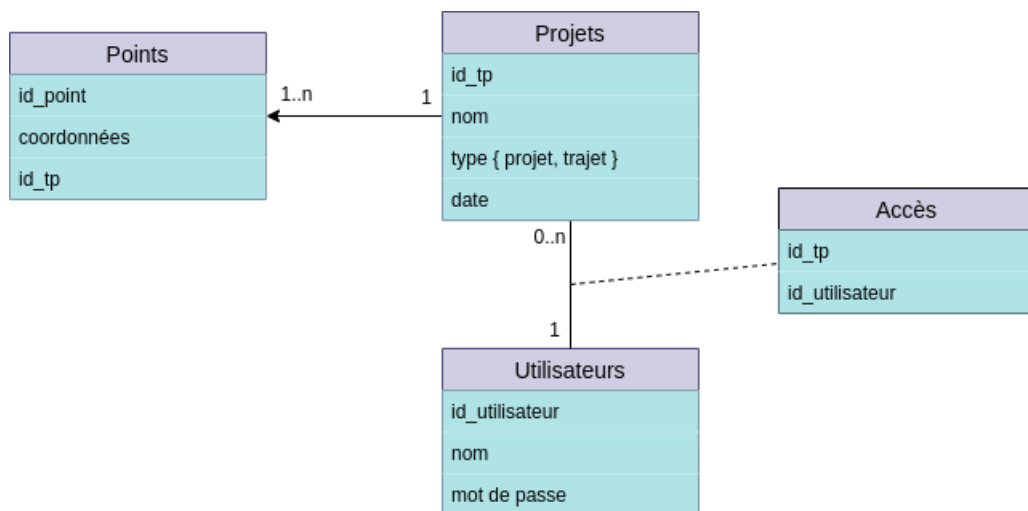 Points
id_point
coordonnées
id_tp
1..n
1
Projets
id_tp
nom
type { projet, trajet }
date
0..n
1
Accès
id_tp
id_utilisateur
Utilisateurs
id_utilisateur
nom
mot de passe